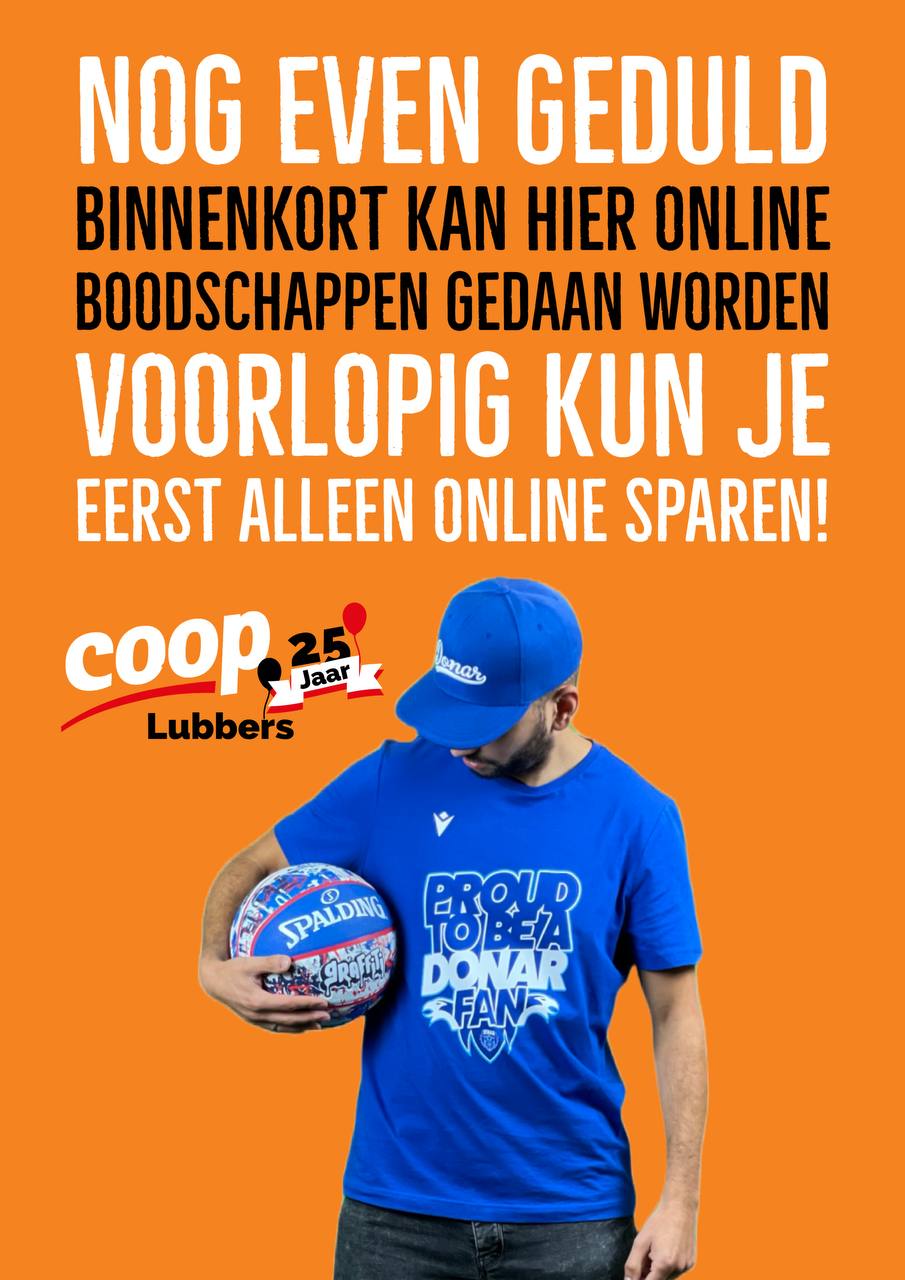 NOG EVEN GEDULD
BINNENKORT KAN HIER ONLINE
BOODSCHAPPEN GEDAAN WORDEN
VOORLOPIG KUN JE
EERST ALLEEN ONLINE SPAREN!
coop
25
Jaar
Lubbers
Donar
PROUD
TO BE A
DONAR
FAN
SPALDING
graffiti